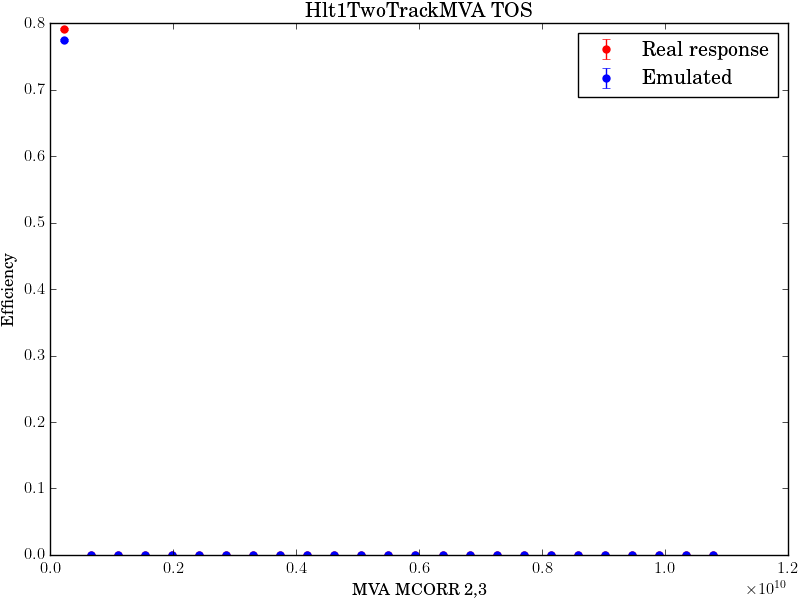 Hlt1TwoTrackMVA TOS
Real response
Emulated
Efficiency
0.8
0.7
0.6
0.5
0.4
0.3
0.2
0.1
0.0
0.0 0.2 0.4 0.6 0.8 1.0 1.2
×10^10
MVA MCORR 2,3